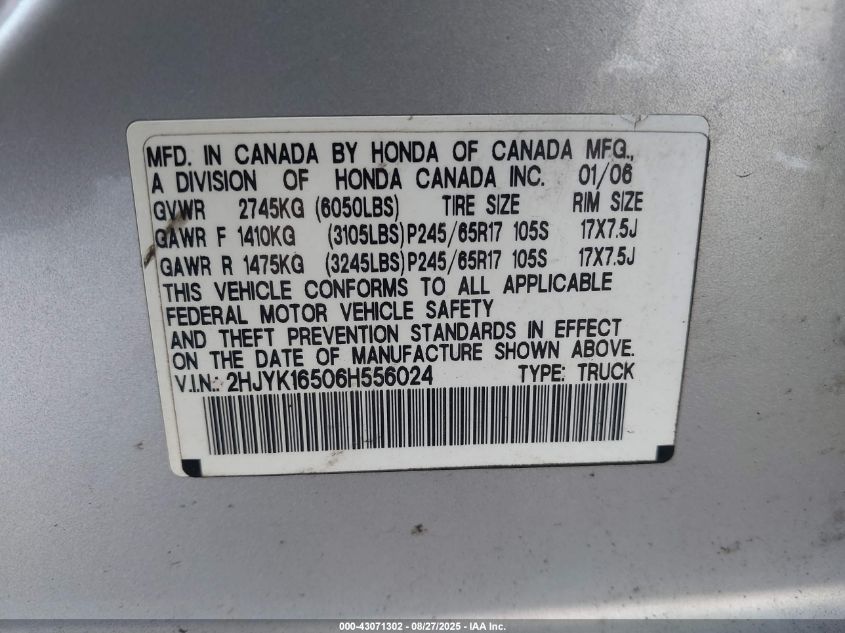 MFD. IN CANADA BY HONDA OF CANADA MFG.,
A DIVISION OF HONDA CANADA INC. 01/06
GVWR 2745KG (6050LBS) TIRE SIZE RIM SIZE
GAWR F 1410KG (3105LBS) P245/65R17 105S 17X7.5J
GAWR R 1475KG (3245LBS) P245/65R17 105S 17X7.5J
THIS VEHICLE CONFORMS TO ALL APPLICABLE
FEDERAL MOTOR VEHICLE SAFETY
AND THEFT PREVENTION STANDARDS IN EFFECT
ON THE DATE OF MANUFACTURE SHOWN ABOVE.
V.I.N.: 2HJYK16506H556024 TYPE: TRUCK
000-43071302 - 08/27/2025 - IAA Inc.